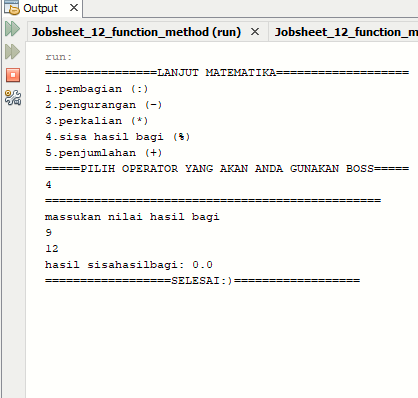 Output ×
Jobsheet_12_function_method (run) × Jobsheet_12_function_m
run:
================LANJUT MATEMATIKA===================
1.pembagian (:)
2.pengurangan (-)
3.perkalian (*)
4.sisa hasil bagi (%)
5.penjumlahan (+)
=====PILIH OPERATOR YANG AKAN ANDA GUNAKAN BOSS=====
4
================================================
massukan nilai hasil bagi
9
12
hasil sisahasilbagi: 0.0
==================SELESAI:)==================